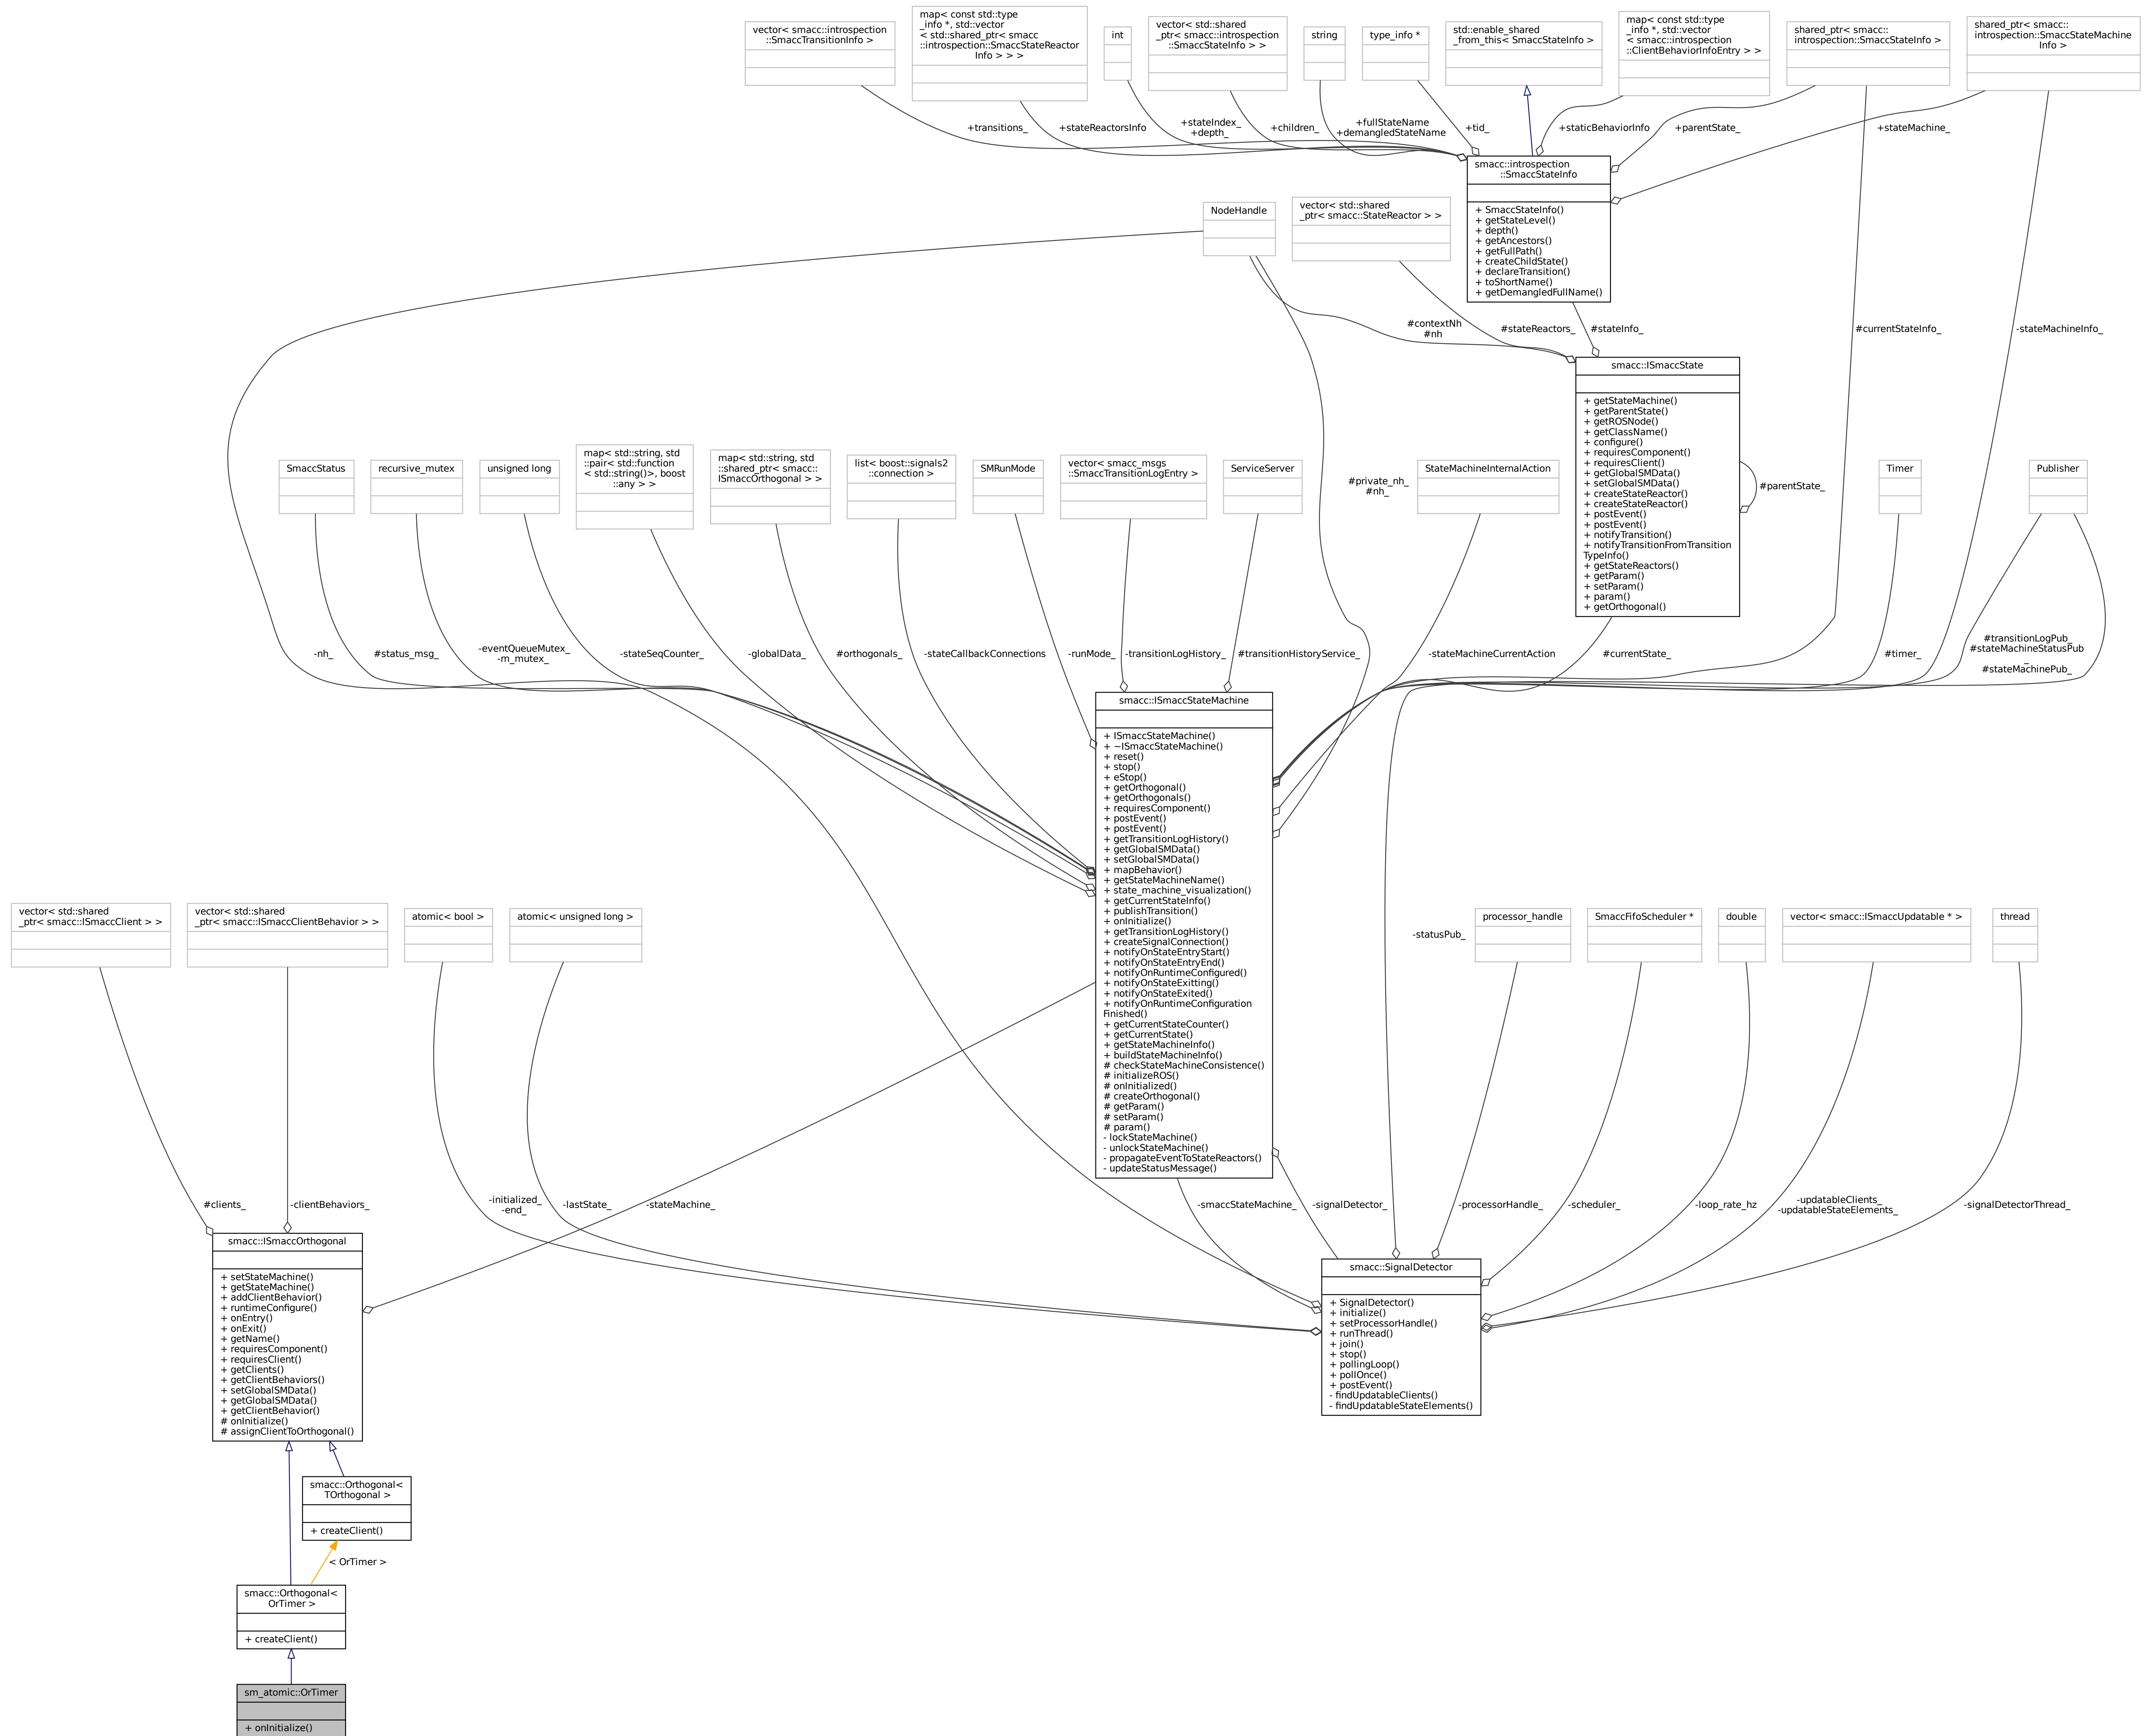 vector< smacc::introspection
::SmaccTransitionInfo >
map< const std::type
_info *, std::vector
< std::shared_ptr< smacc
::introspection::SmaccStateReactor
Info > > >
int
vector< std::shared
_ptr< smacc::introspection
::SmaccStateInfo > >
string
type_info *
std::enable_shared
_from_this< SmaccStateInfo >
map< const std::type
_info *, std::vector
< smacc::introspection
::ClientBehaviorInfoEntry > >
shared_ptr< smacc::
introspection::SmaccStateInfo >
shared_ptr< smacc::
introspection::SmaccStateMachine
Info >
+transitions_
+stateReactorsInfo
+stateIndex_
+depth_
+children_
+fullStateName
+demangledStateName
+tid_
+staticBehaviorInfo
+parentState_
+stateMachine_
smacc::introspection
::SmaccStateInfo
+ SmaccStateInfo()
+ getStateLevel()
+ depth()
+ getAncestors()
+ getFullPath()
+ createChildState()
+ declareTransition()
+ toShortName()
+ getDemangledFullName()
NodeHandle
vector< std::shared
_ptr< smacc::StateReactor > >
#contextNh
#nh
#stateReactors_
#stateInfo_
#currentStateInfo_
-stateMachineInfo_
smacc::ISmaccState
+ getStateMachine()
+ getParentState()
+ getROSNode()
+ getClassName()
+ configure()
+ requiresComponent()
+ requiresClient()
+ getGlobalSMData()
+ setGlobalSMData()
+ createStateReactor()
+ createStateReactor()
+ postEvent()
+ postEvent()
+ notifyTransition()
+ notifyTransitionFromTransition
TypeInfo()
+ getStateReactors()
+ getParam()
+ setParam()
+ param()
+ getOrthogonal()
#parentState_
SmaccStatus
recursive_mutex
unsigned long
map< std::string, std
::pair< std::function
< std::string()>, boost
::any > >
map< std::string, std
::shared_ptr< smacc::
ISmaccOrthogonal > >
list< boost::signals2
::connection >
SMRunMode
vector< smacc_msgs
::SmaccTransitionLogEntry >
ServiceServer
#private_nh_
#nh_
StateMachineInternalAction
Timer
Publisher
-nh_
#status_msg_
-eventQueueMutex_
-m_mutex_
-stateSeqCounter_
-globalData_
#orthogonals_
-stateCallbackConnections
-runMode_
-transitionLogHistory_
#transitionHistoryService_
-stateMachineCurrentAction
#currentState_
#timer_
#transitionLogPub_
#stateMachineStatusPub
_
#stateMachinePub_
smacc::ISmaccStateMachine
+ ISmaccStateMachine()
+ ~ISmaccStateMachine()
+ reset()
+ stop()
+ eStop()
+ getOrthogonal()
+ getOrthogonals()
+ requiresComponent()
+ postEvent()
+ postEvent()
+ getTransitionLogHistory()
+ getGlobalSMData()
+ setGlobalSMData()
+ mapBehavior()
+ getStateMachineName()
+ state_machine_visualization()
+ getCurrentStateInfo()
+ publishTransition()
+ onInitialize()
+ getTransitionLogHistory()
+ createSignalConnection()
+ notifyOnStateEntryStart()
+ notifyOnStateEntryEnd()
+ notifyOnRuntimeConfigured()
+ notifyOnStateExitting()
+ notifyOnStateExited()
+ notifyOnRuntimeConfiguration
Finished()
+ getCurrentStateCounter()
+ getCurrentState()
+ getStateMachineInfo()
+ buildStateMachineInfo()
# checkStateMachineConsistence()
# initializeROS()
# onInitialized()
# createOrthogonal()
# getParam()
# setParam()
# param()
- lockStateMachine()
- unlockStateMachine()
- propagateEventToStateReactors()
- updateStatusMessage()
vector< std::shared
_ptr< smacc::ISmaccClient > >
vector< std::shared
_ptr< smacc::ISmaccClientBehavior > >
atomic< bool >
atomic< unsigned long >
-statusPub_
processor_handle
SmaccFifoScheduler *
double
vector< smacc::ISmaccUpdatable * >
thread
#clients_
-clientBehaviors_
-initialized_
-end_
-lastState_
-stateMachine_
-smaccStateMachine_
-signalDetector_
-processorHandle_
-scheduler_
-loop_rate_hz
-updatableClients_
-updatableStateElements_
-signalDetectorThread_
smacc::ISmaccOrthogonal
+ setStateMachine()
+ getStateMachine()
+ addClientBehavior()
+ runtimeConfigure()
+ onEntry()
+ onExit()
+ getName()
+ requiresComponent()
+ requiresClient()
+ getClients()
+ getClientBehaviors()
+ setGlobalSMData()
+ getGlobalSMData()
+ getClientBehavior()
# onInitialize()
# assignClientToOrthogonal()
smacc::SignalDetector
+ SignalDetector()
+ initialize()
+ setProcessorHandle()
+ runThread()
+ join()
+ stop()
+ pollingLoop()
+ pollOnce()
+ postEvent()
- findUpdatableClients()
- findUpdatableStateElements()
smacc::Orthogonal<
TOrthogonal >
+ createClient()
< OrTimer >
smacc::Orthogonal<
OrTimer >
+ createClient()
sm_atomic::OrTimer
+ onInitialize()